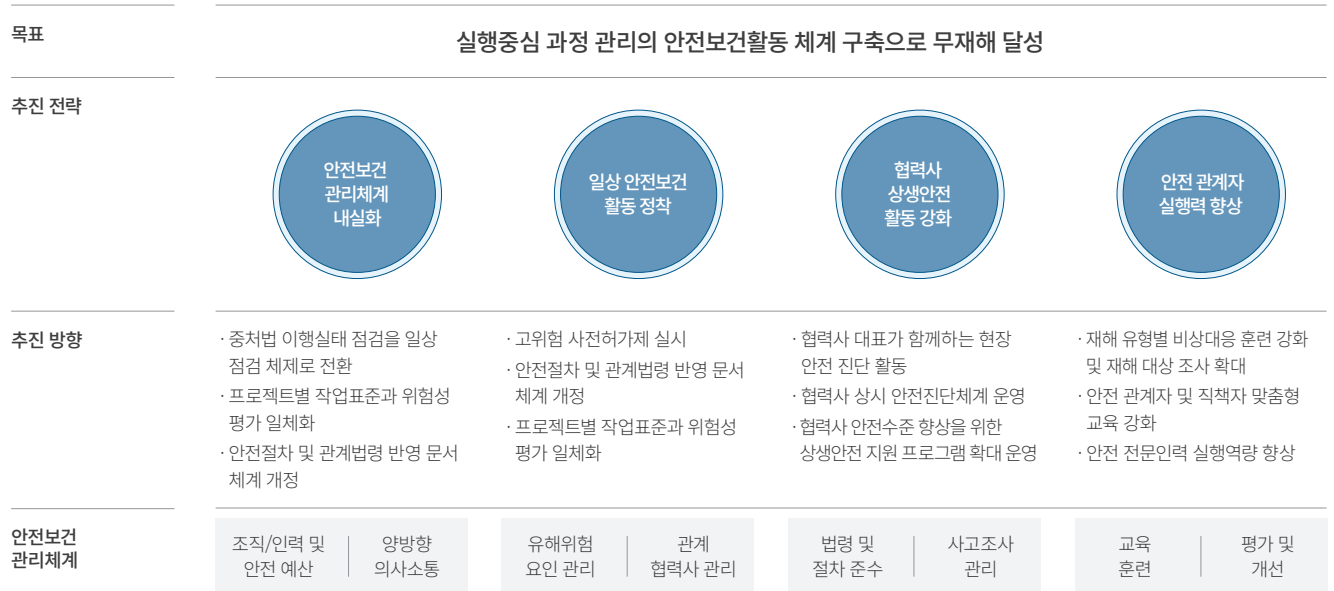 목표
실행중심 과정 관리의 안전보건활동 체계 구축으로 무재해 달성
추진 전략
안전보건
관리체계
내실화
일상 안전보건
활동 정착
협력사
상생안전
활동 강화
안전 관계자
실행력 향상
추진 방향
· 중처법 이행실태 점검을 일상
점검 체제로 전환
· 프로젝트별 작업표준과 위험성
평가 일체화
· 안전절차 및 관계법령 반영 문서
체계 개정
· 고위험 사전허가제 실시
· 안전절차 및 관계법령 반영 문서
체계 개정
· 프로젝트별 작업표준과 위험성
평가 일체화
· 협력사 대표가 함께하는 현장
안전 진단 활동
· 협력사 상시 안전진단체계 운영
· 협력사 안전수준 향상을 위한
상생안전 지원 프로그램 확대 운영
· 재해 유형별 비상대응 훈련 강화
및 재해 대상 조사 확대
· 안전 관계자 및 직책자 맞춤형
교육 강화
· 안전 전문인력 실행역량 향상
안전보건
관리체계
조직/인력 및
안전 예산
양방향
의사소통
유해위험
요인 관리
관계
협력사 관리
법령 및
절차 준수
사고조사
관리
교육
훈련
평가 및
개선